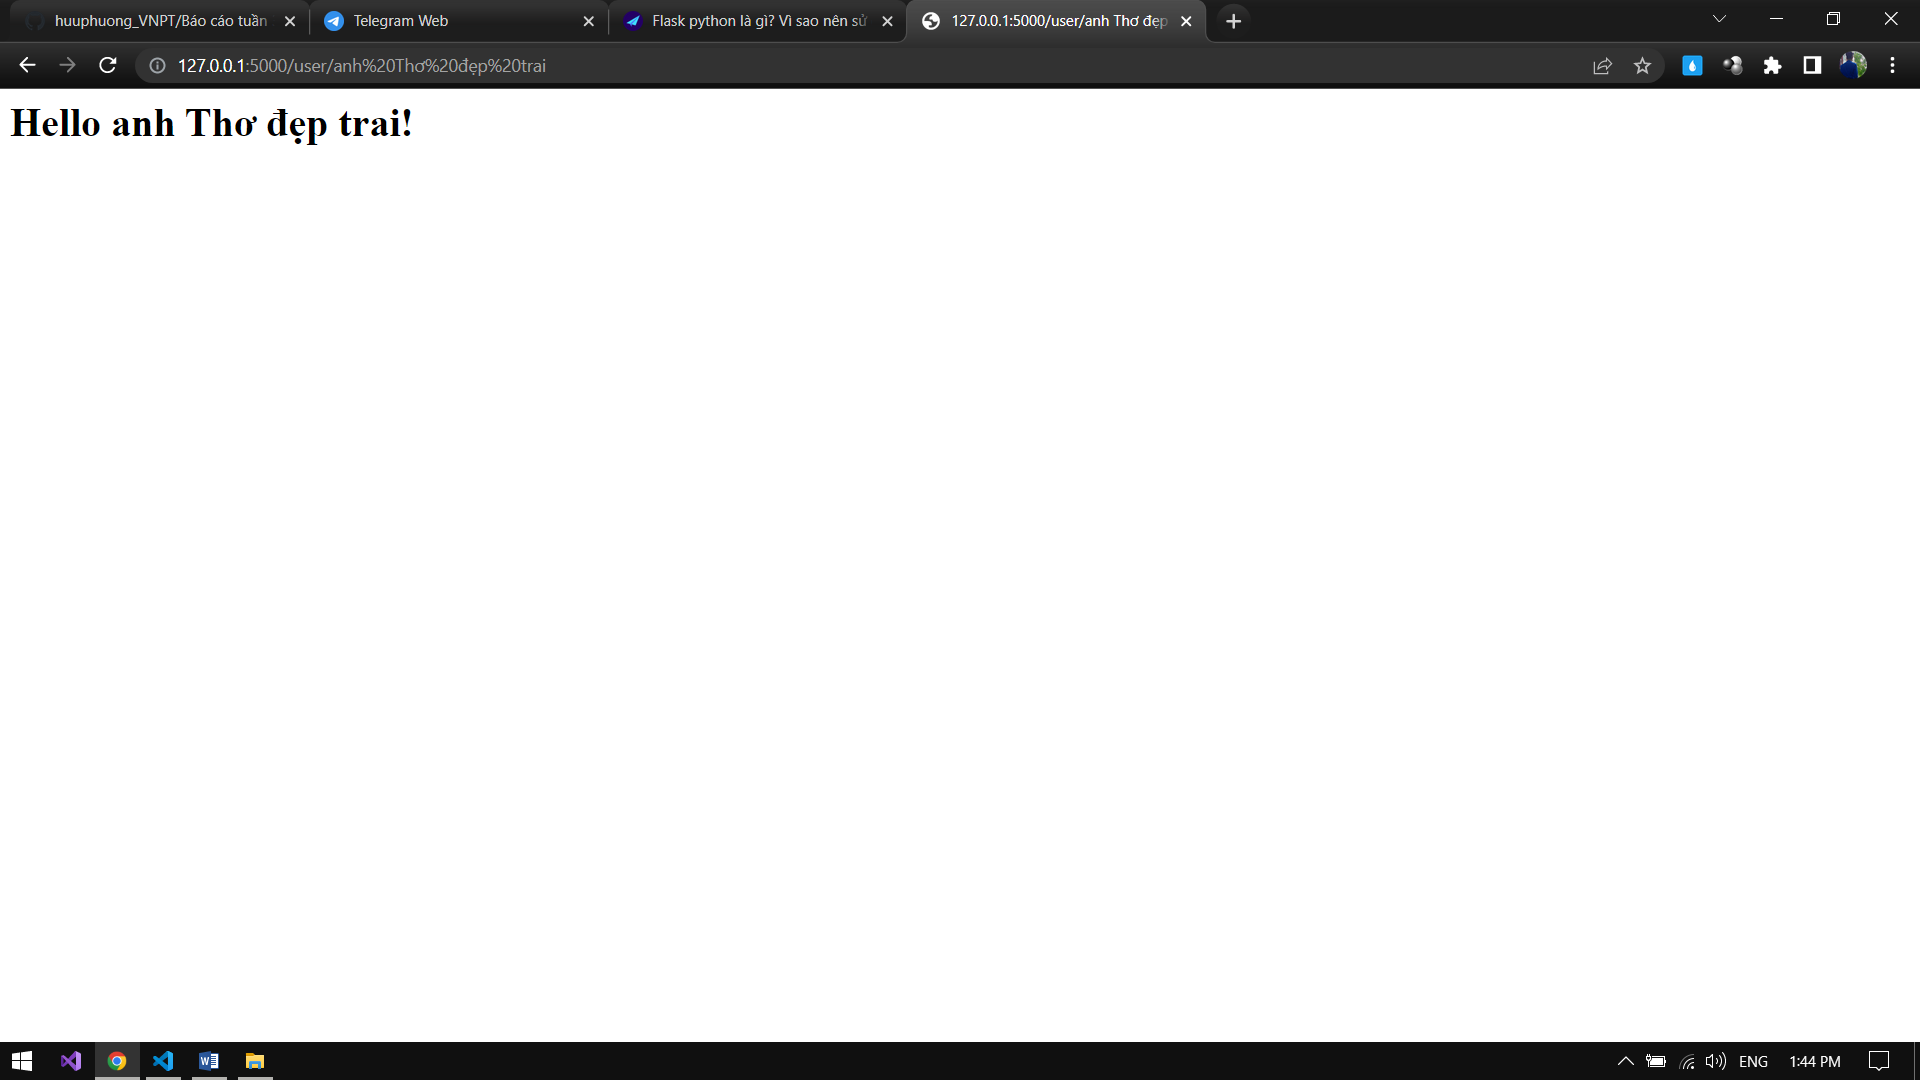 huuphuong_VNPT/Báo cáo tuần
Telegram Web
Flask python là gì? Vì sao nên sử
127.0.0.1:5000/user/anh Thơ đẹp
127.0.0.1:5000/user/anh%20Thơ%20đẹp%20trai
Hello anh Thơ đẹp trai!
ENG
1:44 PM